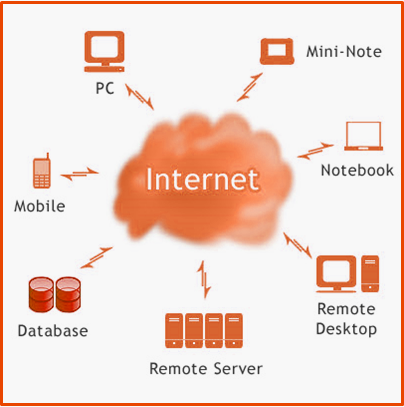 Mini-Note
PC
Internet
Notebook
Mobile
Database
Remote
Desktop
Remote Server